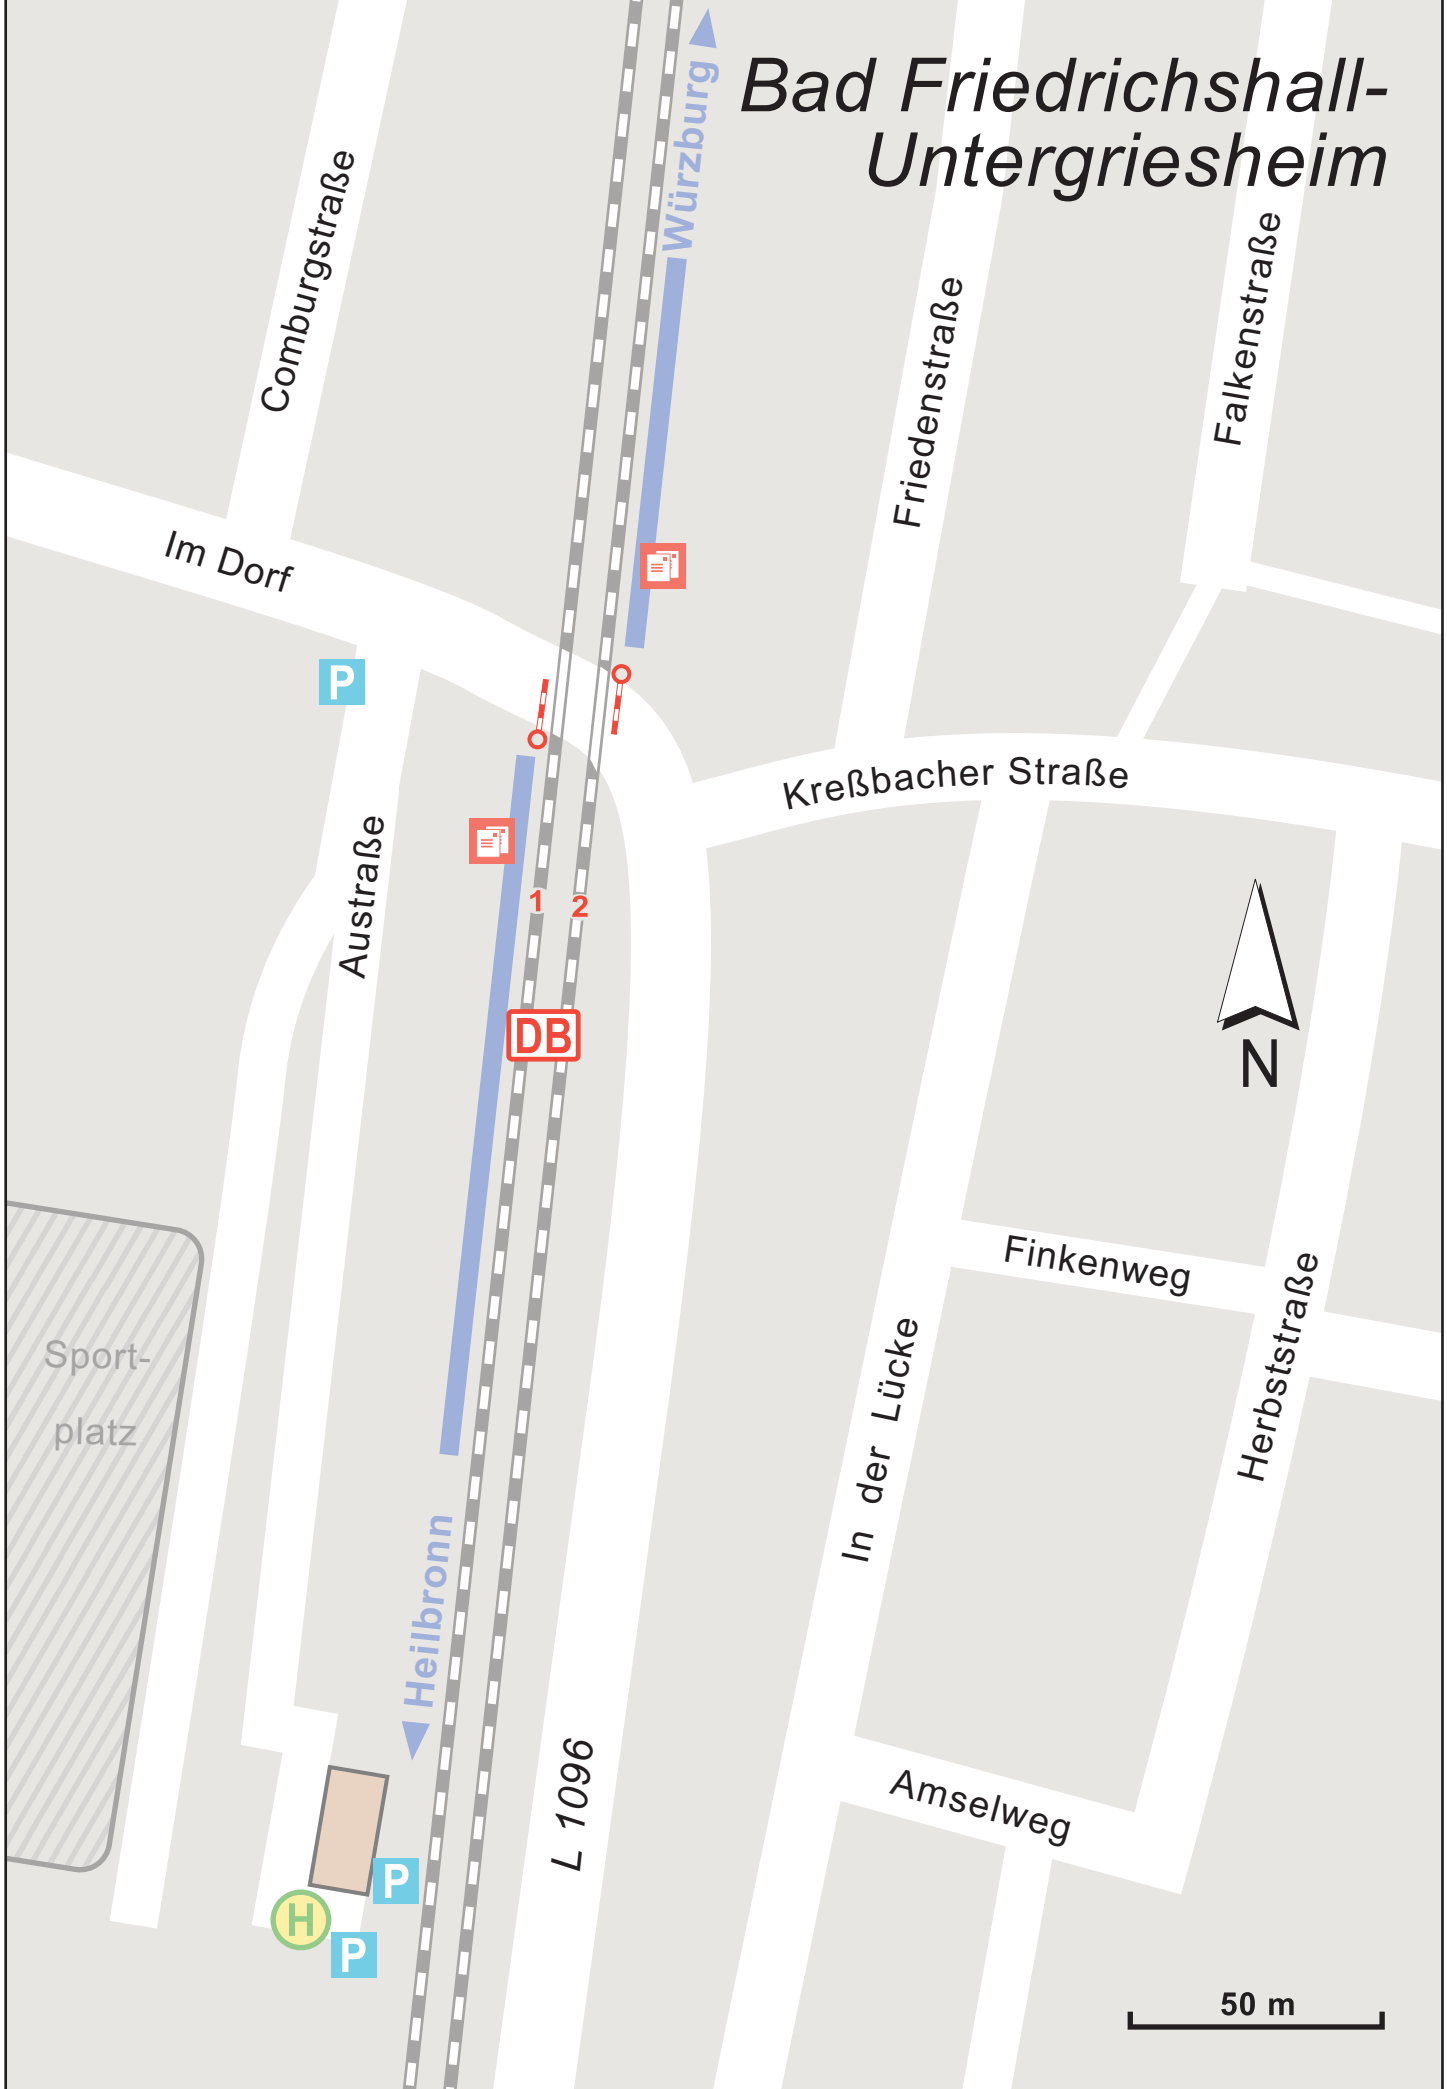 Bad Friedrichshall-
Untergriesheim
Würzburg
Comburgstraße
Friedenstraße
Falkenstraße
Im Dorf
P
Kreßbacher Straße
Austraße
1
2
DB
N
Finkenweg
Herbststraße
In der Lücke
Sport-
platz
Heilbronn
L 1096
Amselweg
P
H
P
50 m